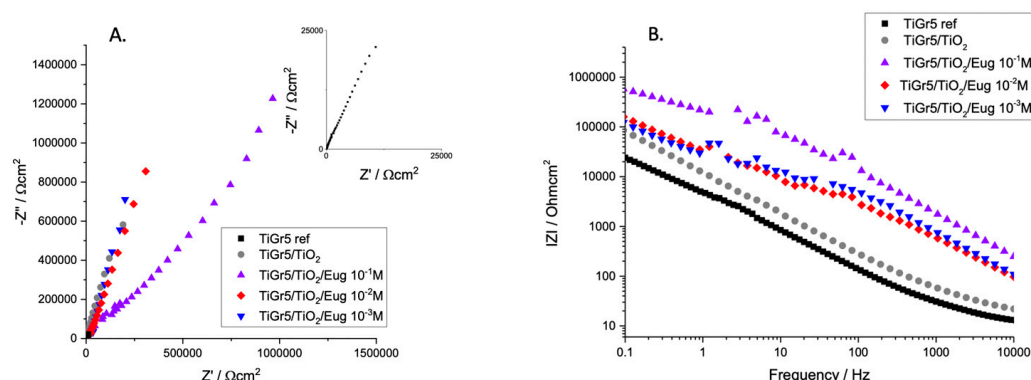 A.
-Z'' / Ωcm²
1400000
1200000
1000000
800000
600000
400000
200000
0
0
500000
1000000
1500000
Z' / Ωcm²
-Z'' / Ωcm²
25000
0
0
25000
Z' / Ωcm²
TiGr5 ref
TiGr5/TiO₂
TiGr5/TiO₂/Eug 10⁻¹M
TiGr5/TiO₂/Eug 10⁻²M
TiGr5/TiO₂/Eug 10⁻³M
B.
IZI / Ohmcm²
1000000
100000
10000
1000
100
10
0.1
1
10
100
1000
10000
Frequency / Hz
TiGr5 ref
TiGr5/TiO₂
TiGr5/TiO₂/Eug 10⁻¹M
TiGr5/TiO₂/Eug 10⁻²M
TiGr5/TiO₂/Eug 10⁻³M